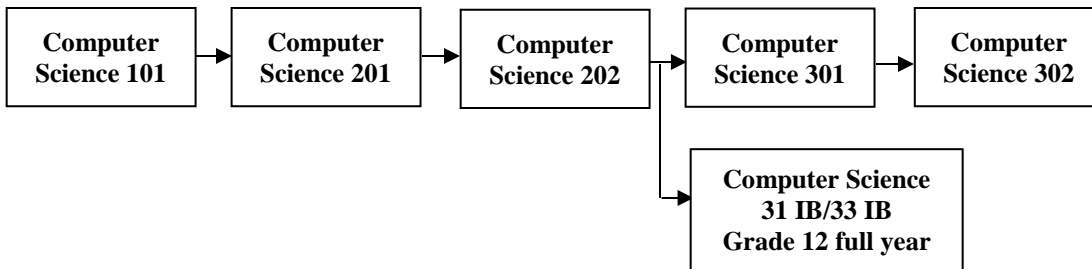 Computer
Science 101
Computer
Science 201
Computer
Science 202
Computer
Science 301
Computer
Science 302
Computer Science
31 IB/33 IB
Grade 12 full year